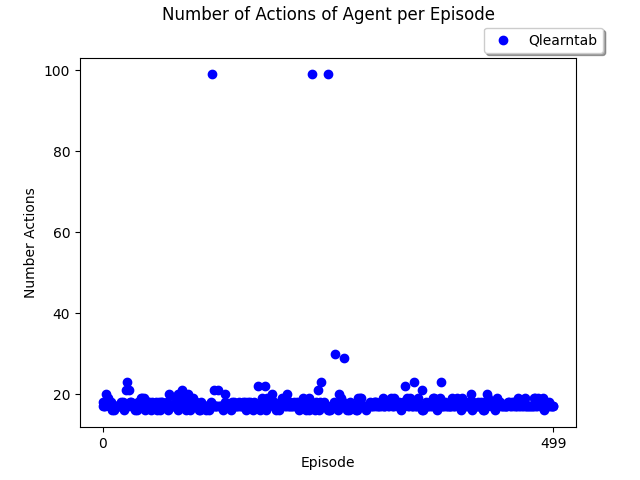 Number of Actions of Agent per Episode
Qlearntab
100
80
60
40
20
Number Actions
0
499
Episode